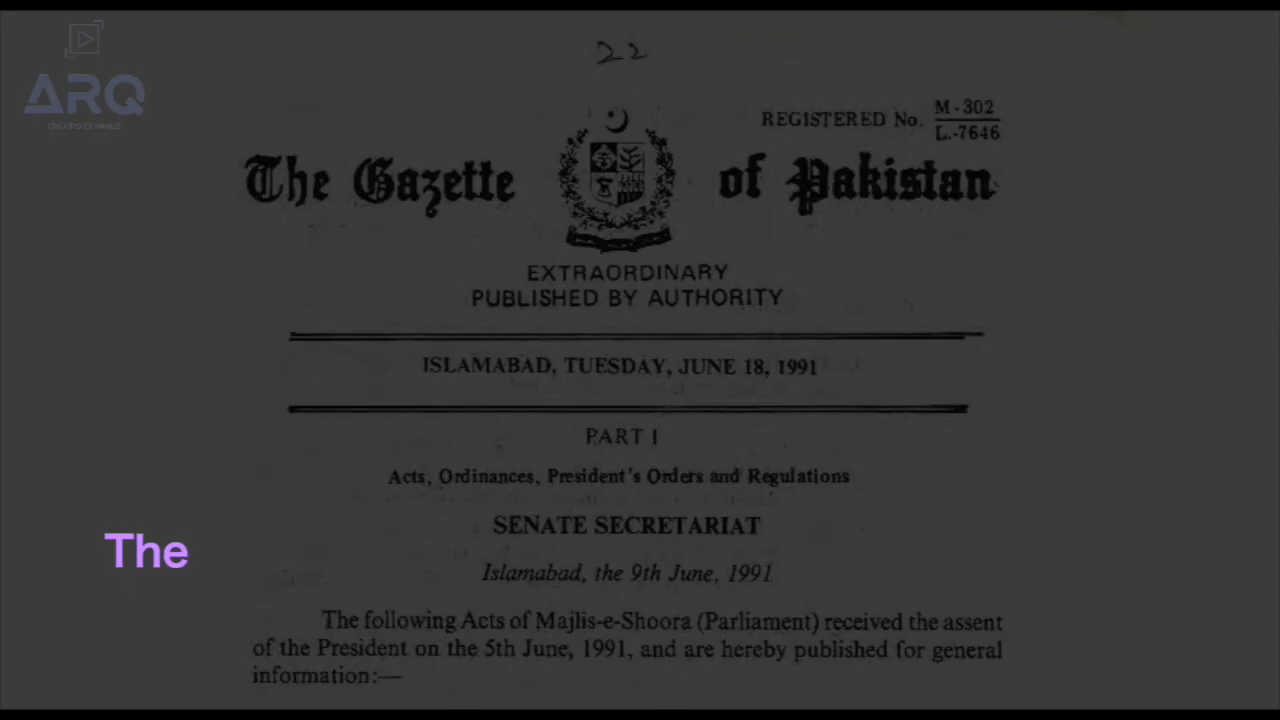 22
ARQ
REGISTERED No. M-302
L.-7646
The Gazette of Pakistan
EXTRAORDINARY
PUBLISHED BY AUTHORITY
ISLAMABAD, TUESDAY, JUNE 18, 1991
PART I
Acts, Ordinances, President's Orders and Regulations
SENATE SECRETARIAT
The
Islamabad, the 9th June, 1991
The following Acts of Majlis-e-Shoora (Parliament) received the assent
of the President on the 5th June, 1991, and are hereby published for general
information:—